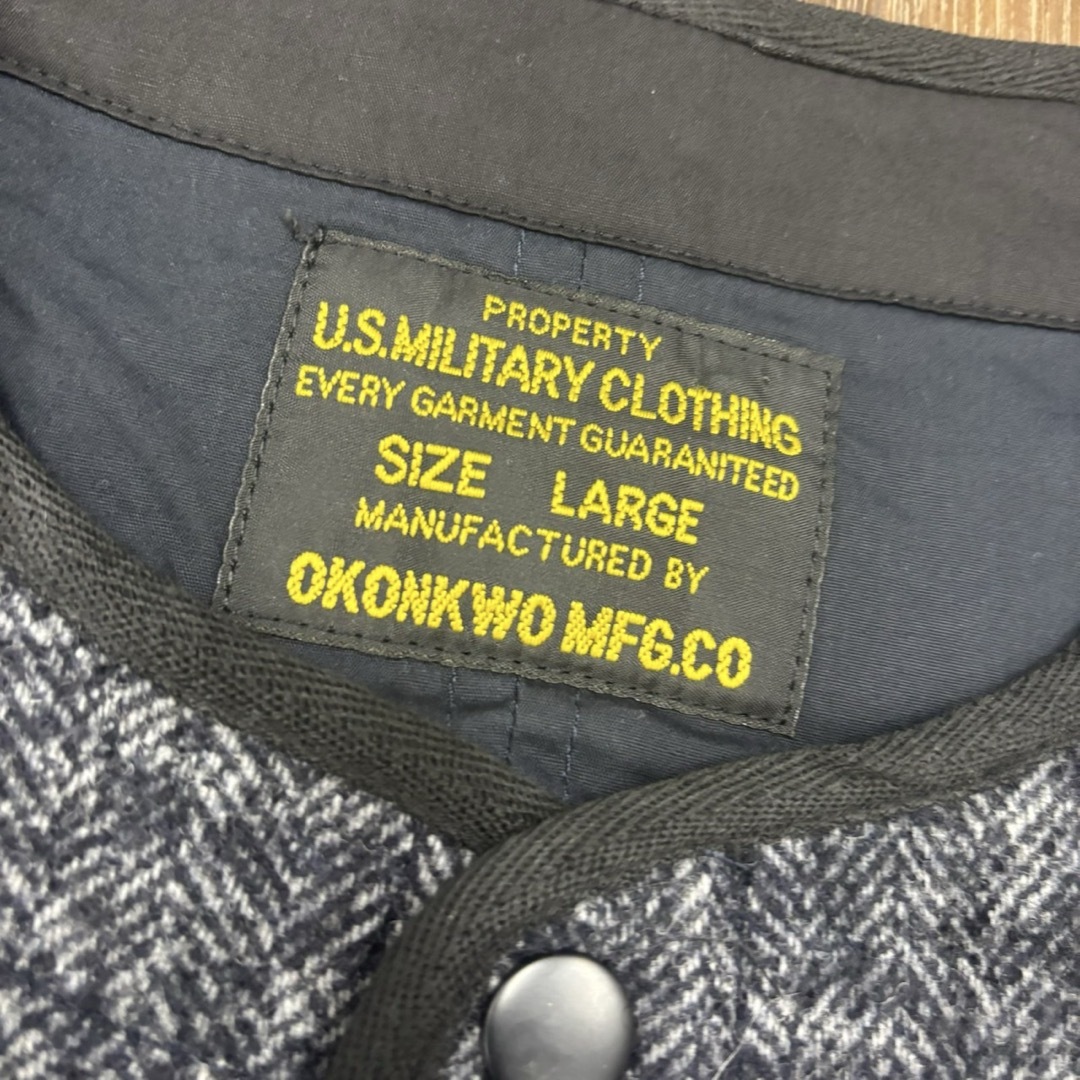 PROPERTY
U.S.MILITARY CLOTHING
EVERY GARMENT GUARANITEED
SIZE LARGE
MANUFACTURED BY
OKONKWO MFG.CO